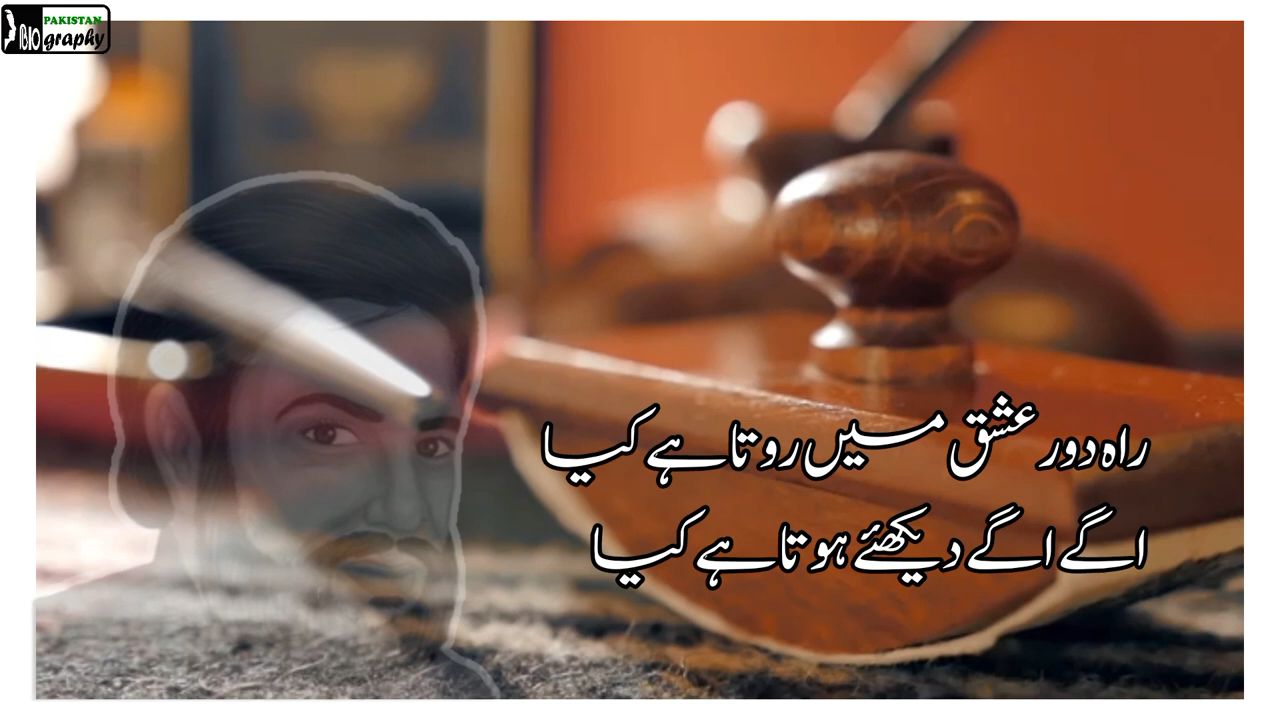 PAKISTAN
BIOgraphy
راہ دور عشق میں روتا ہے کیا
اگے اگے دیکھئے ہوتا ہے کیا